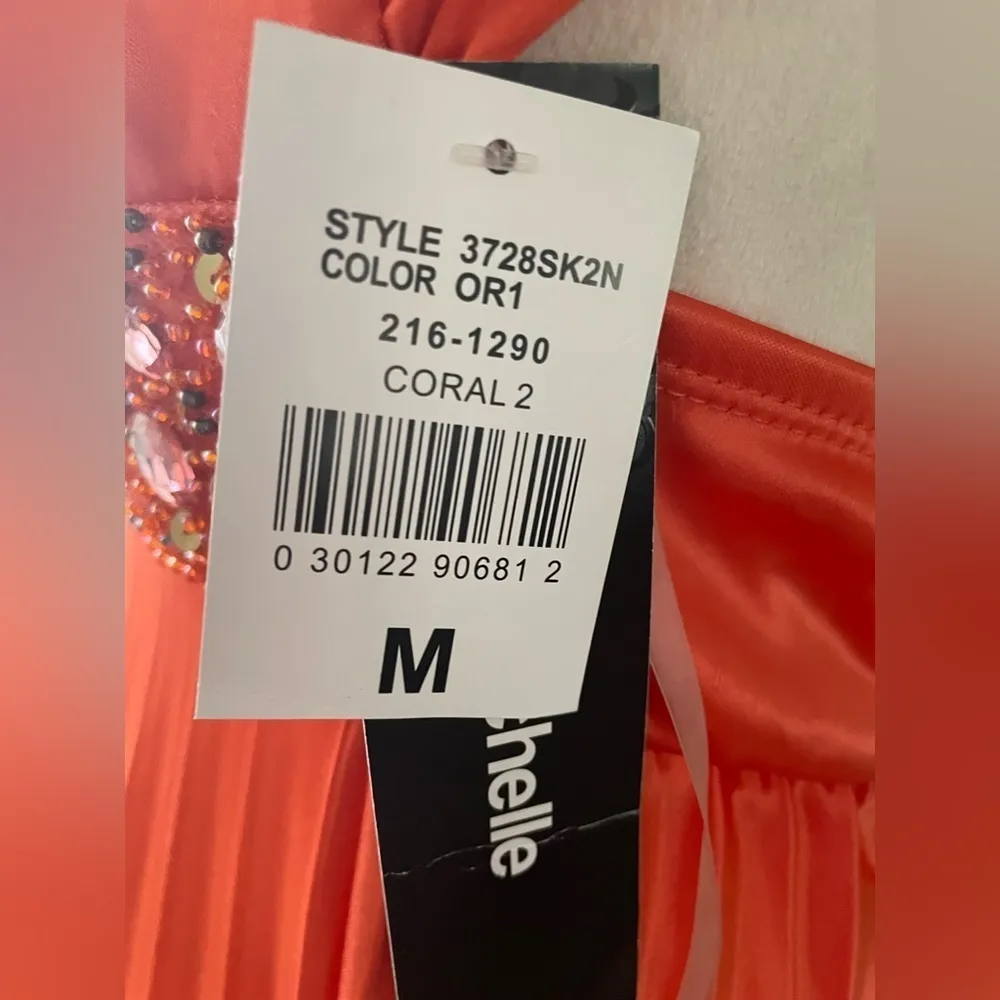 STYLE 3728SK2N
COLOR OR1
216-1290
CORAL 2
0 30122 90681 2
M
chelle